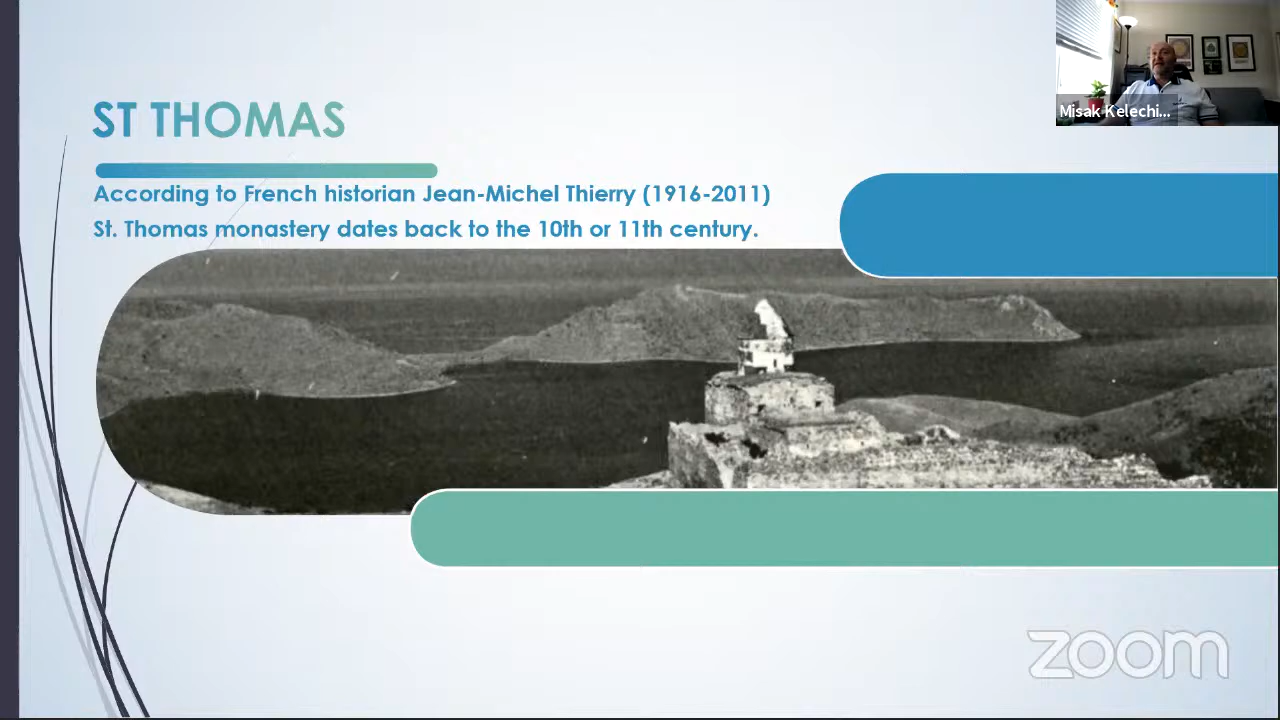 ST THOMAS
According to French historian Jean-Michel Thierry (1916-2011)
St. Thomas monastery dates back to the 10th or 11th century.
Misak Kelechi...
zoom